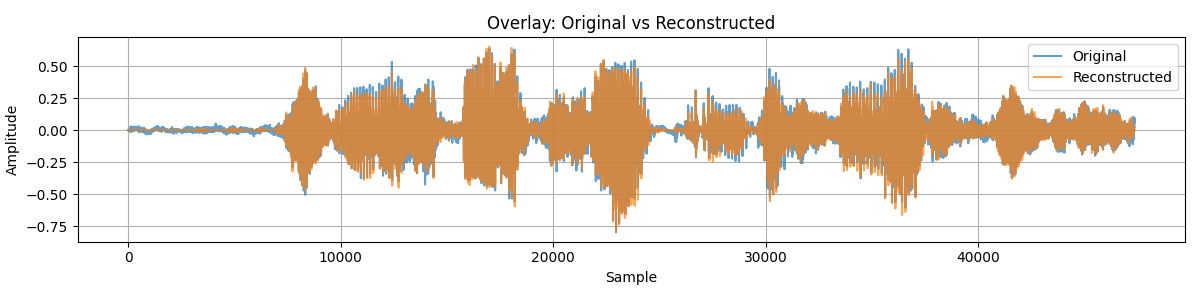 Overlay: Original vs Reconstructed
Original
Reconstructed
Amplitude
0.50
0.25
0.00
−0.25
−0.50
−0.75
0
10000
20000
30000
40000
Sample